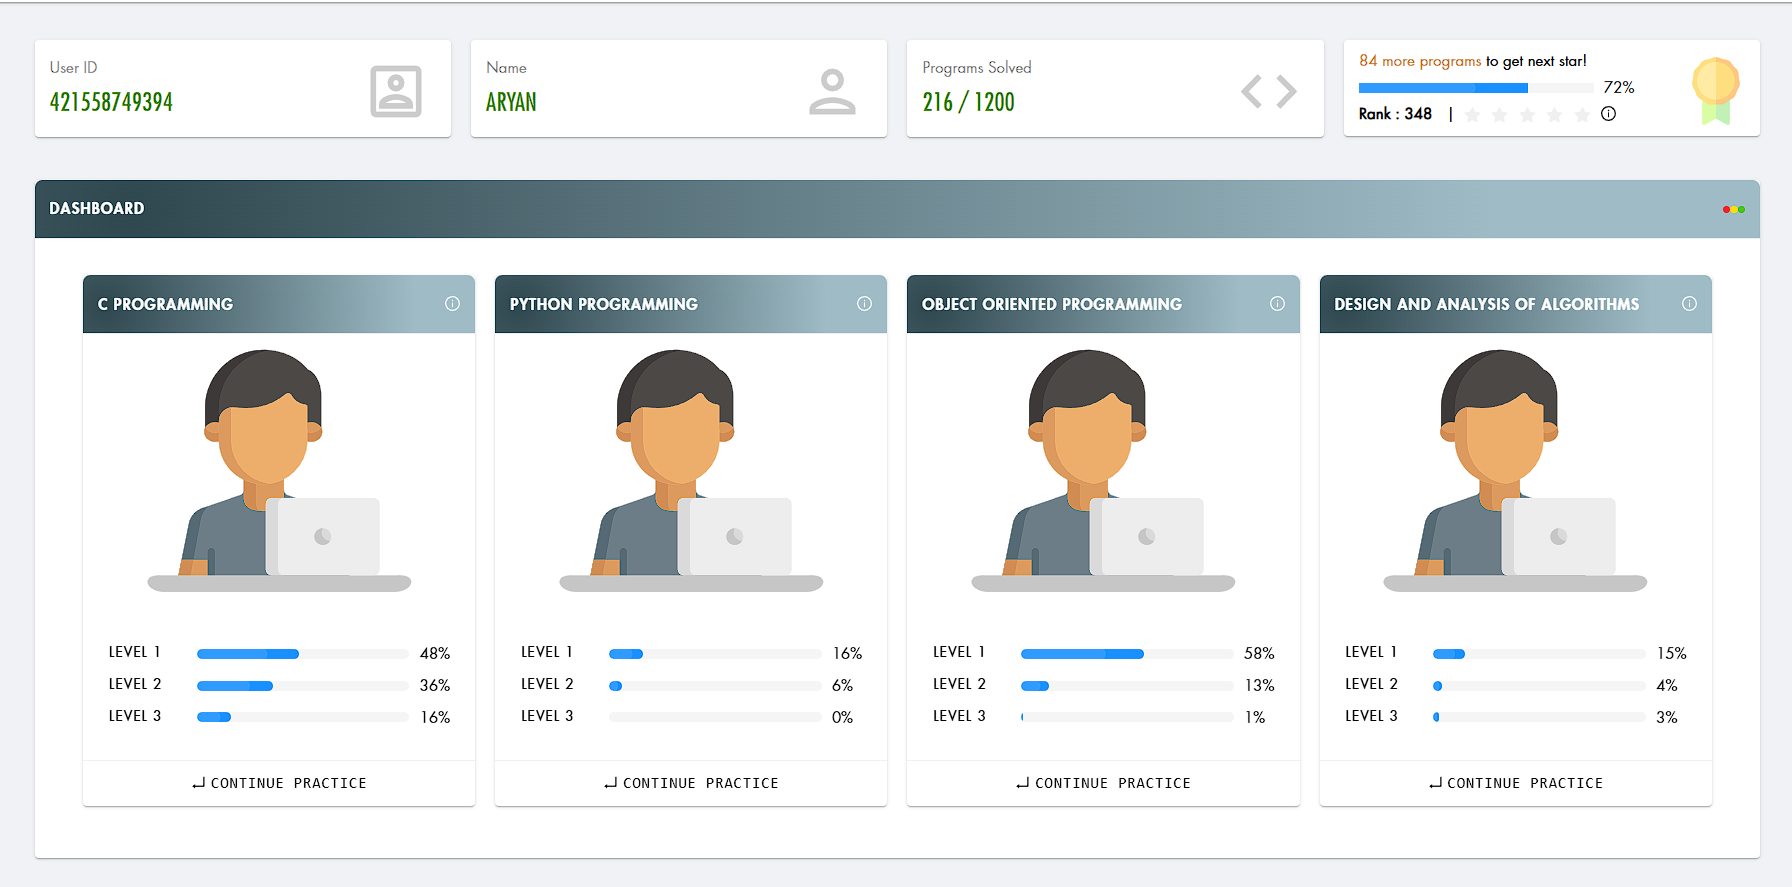 User ID
421558749394
Name
ARYAN
Programs Solved
216 / 1200
84 more programs to get next star!
72%
Rank : 348 |
DASHBOARD
C PROGRAMMING
LEVEL 1 48%
LEVEL 2 36%
LEVEL 3 16%
CONTINUE PRACTICE
PYTHON PROGRAMMING
LEVEL 1 16%
LEVEL 2 6%
LEVEL 3 0%
CONTINUE PRACTICE
OBJECT ORIENTED PROGRAMMING
LEVEL 1 58%
LEVEL 2 13%
LEVEL 3 1%
CONTINUE PRACTICE
DESIGN AND ANALYSIS OF ALGORITHMS
LEVEL 1 15%
LEVEL 2 4%
LEVEL 3 3%
CONTINUE PRACTICE